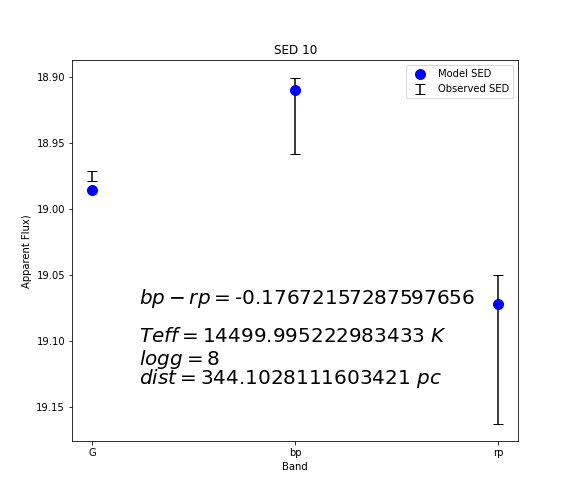 SED 10
Model SED
Observed SED
18.90
18.95
19.00
19.05
19.10
19.15
Apparent Flux)
bp − rp = -0.17672157287597656
Teff = 14499.995222983433 K
logg = 8
dist = 344.1028111603421 pc
G bp rp
Band